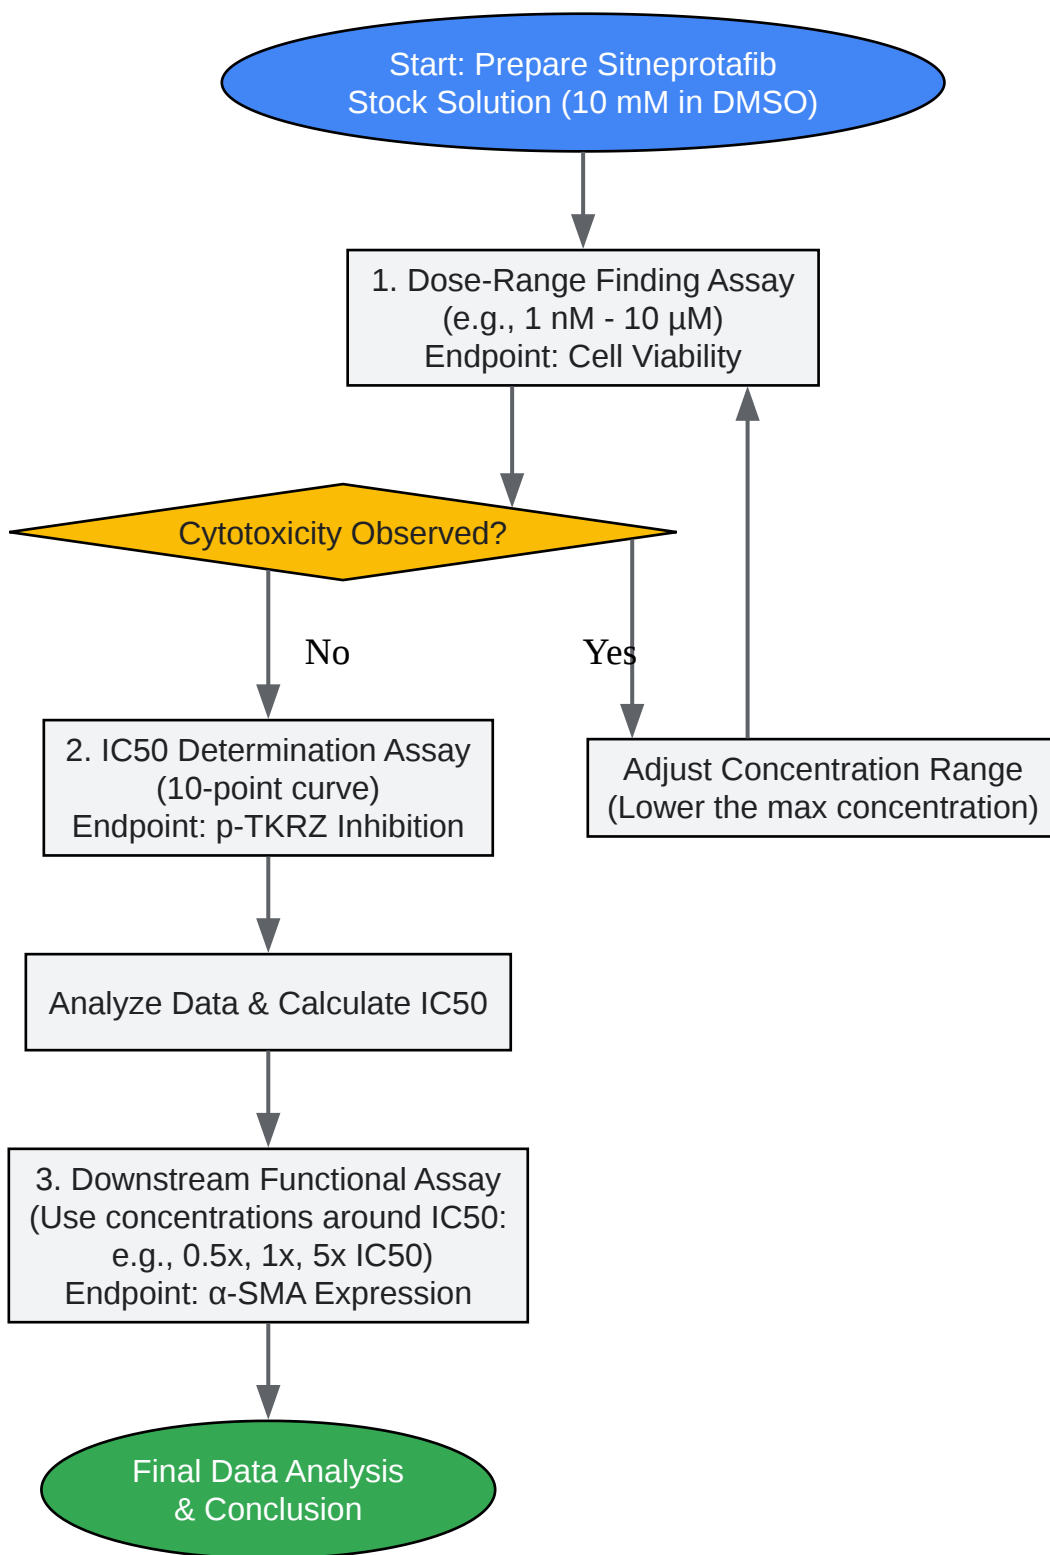 Start: Prepare Sitneprotafib
Stock Solution (10 mM in DMSO)
1. Dose-Range Finding Assay
(e.g., 1 nM - 10 µM)
Endpoint: Cell Viability
Cytotoxicity Observed?
No
Yes
2. IC50 Determination Assay
(10-point curve)
Endpoint: p-TKRZ Inhibition
Adjust Concentration Range
(Lower the max concentration)
Analyze Data & Calculate IC50
3. Downstream Functional Assay
(Use concentrations around IC50:
e.g., 0.5x, 1x, 5x IC50)
Endpoint: α-SMA Expression
Final Data Analysis
& Conclusion